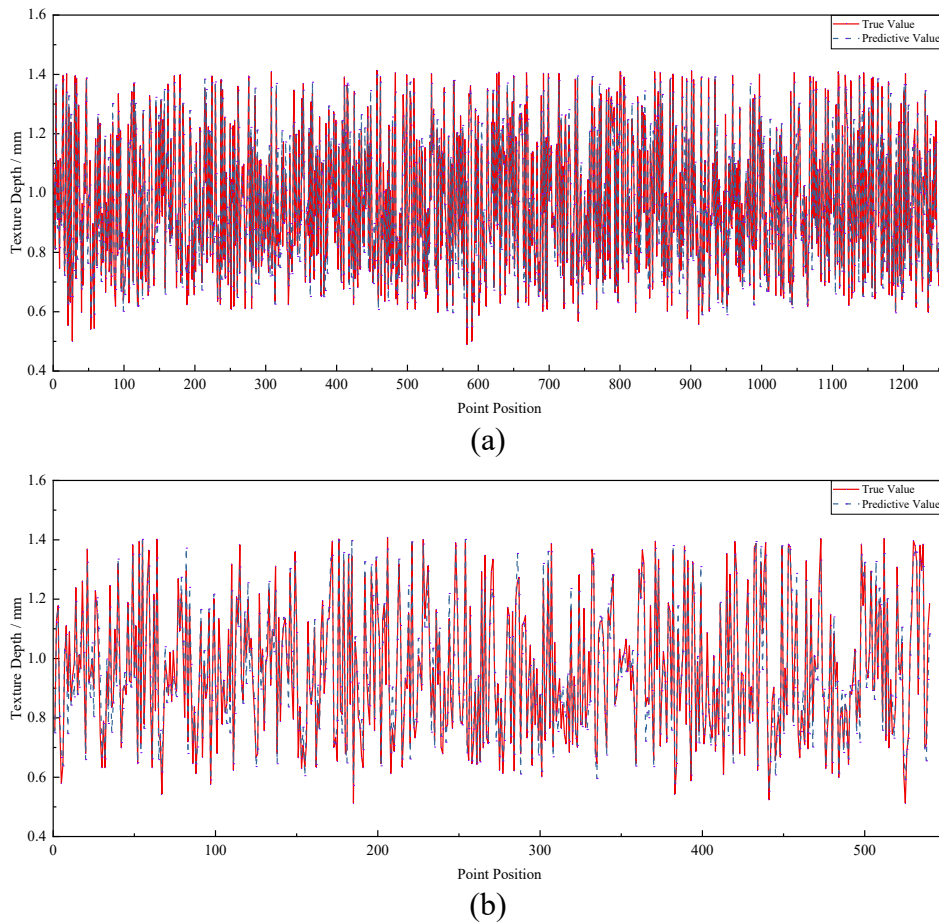 1.6
True Value
Predictive Value
1.4
1.2
1.0
0.8
0.6
0.4
Texture Depth / mm
0 100 200 300 400 500 600 700 800 900 1000 1100 1200
Point Position
(a)
1.6
True Value
Predictive Value
1.4
1.2
1.0
0.8
0.6
0.4
Texture Depth / mm
0 100 200 300 400 500
Point Position
(b)